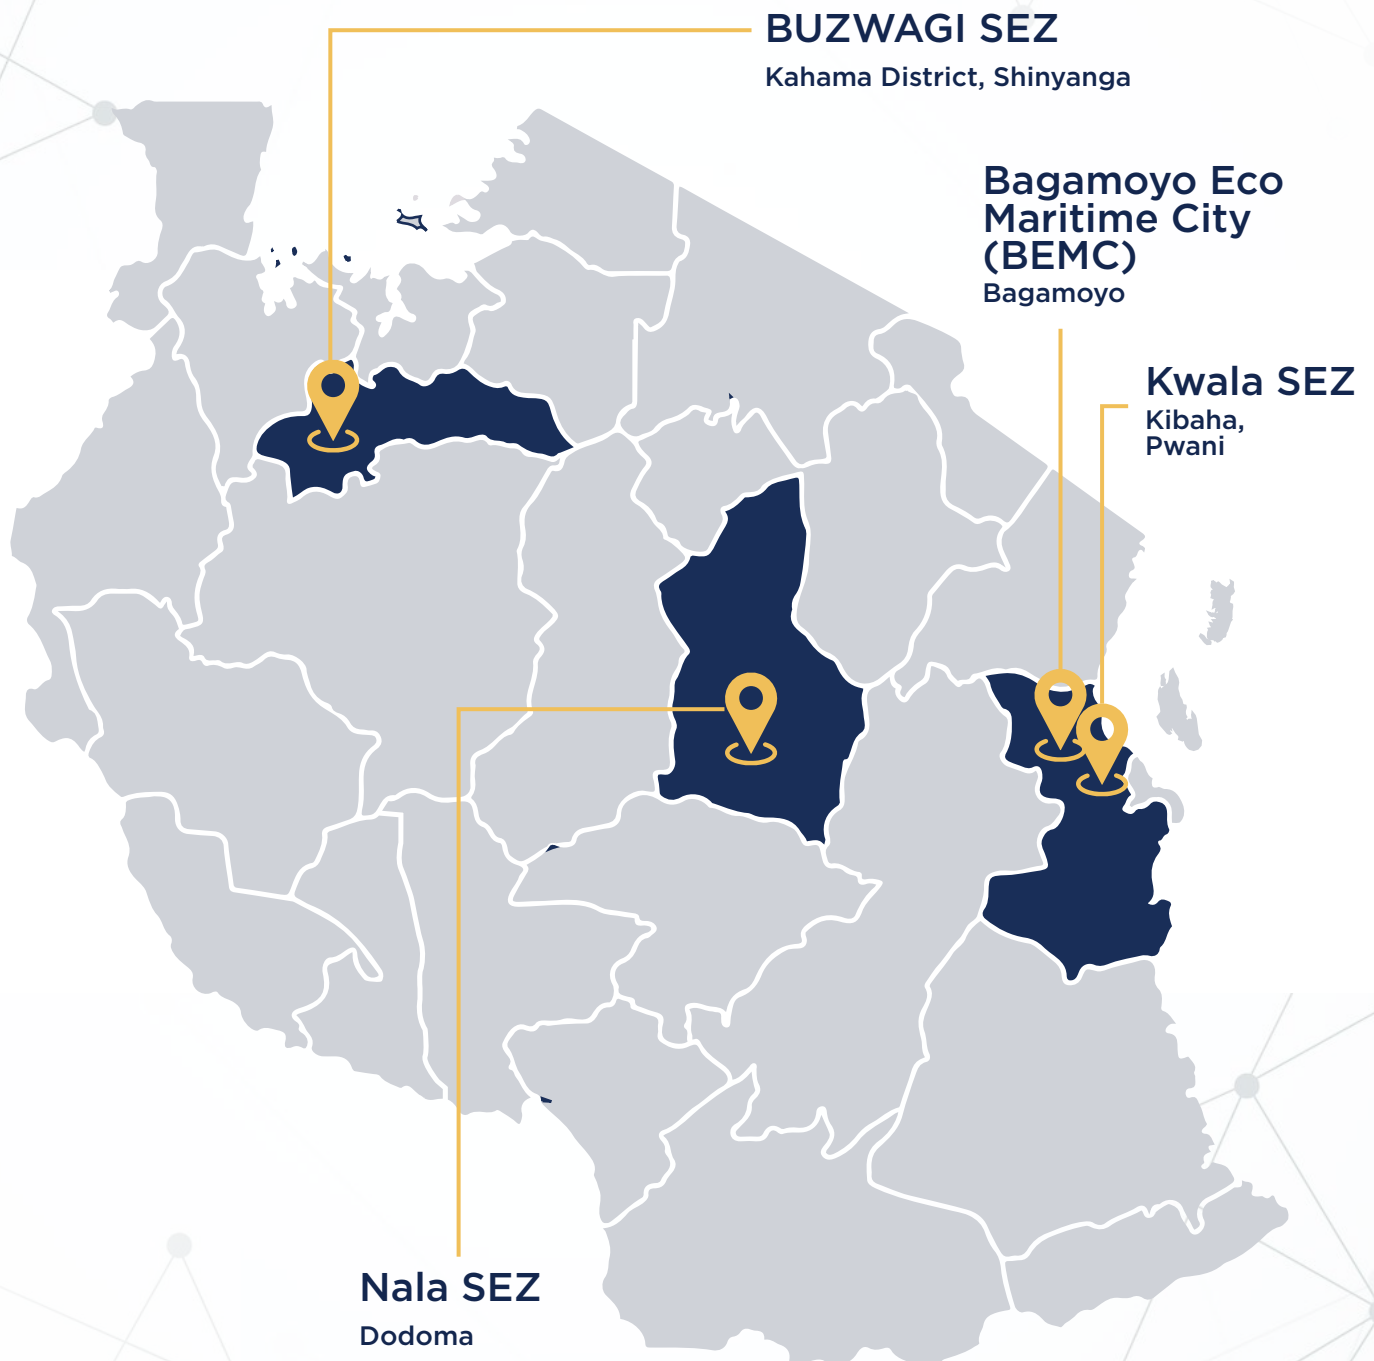 BUZWAGI SEZ
Kahama District, Shinyanga
Bagamoyo Eco
Maritime City
(BEMC)
Bagamoyo
Kwala SEZ
Kibaha,
Pwani
Nala SEZ
Dodoma